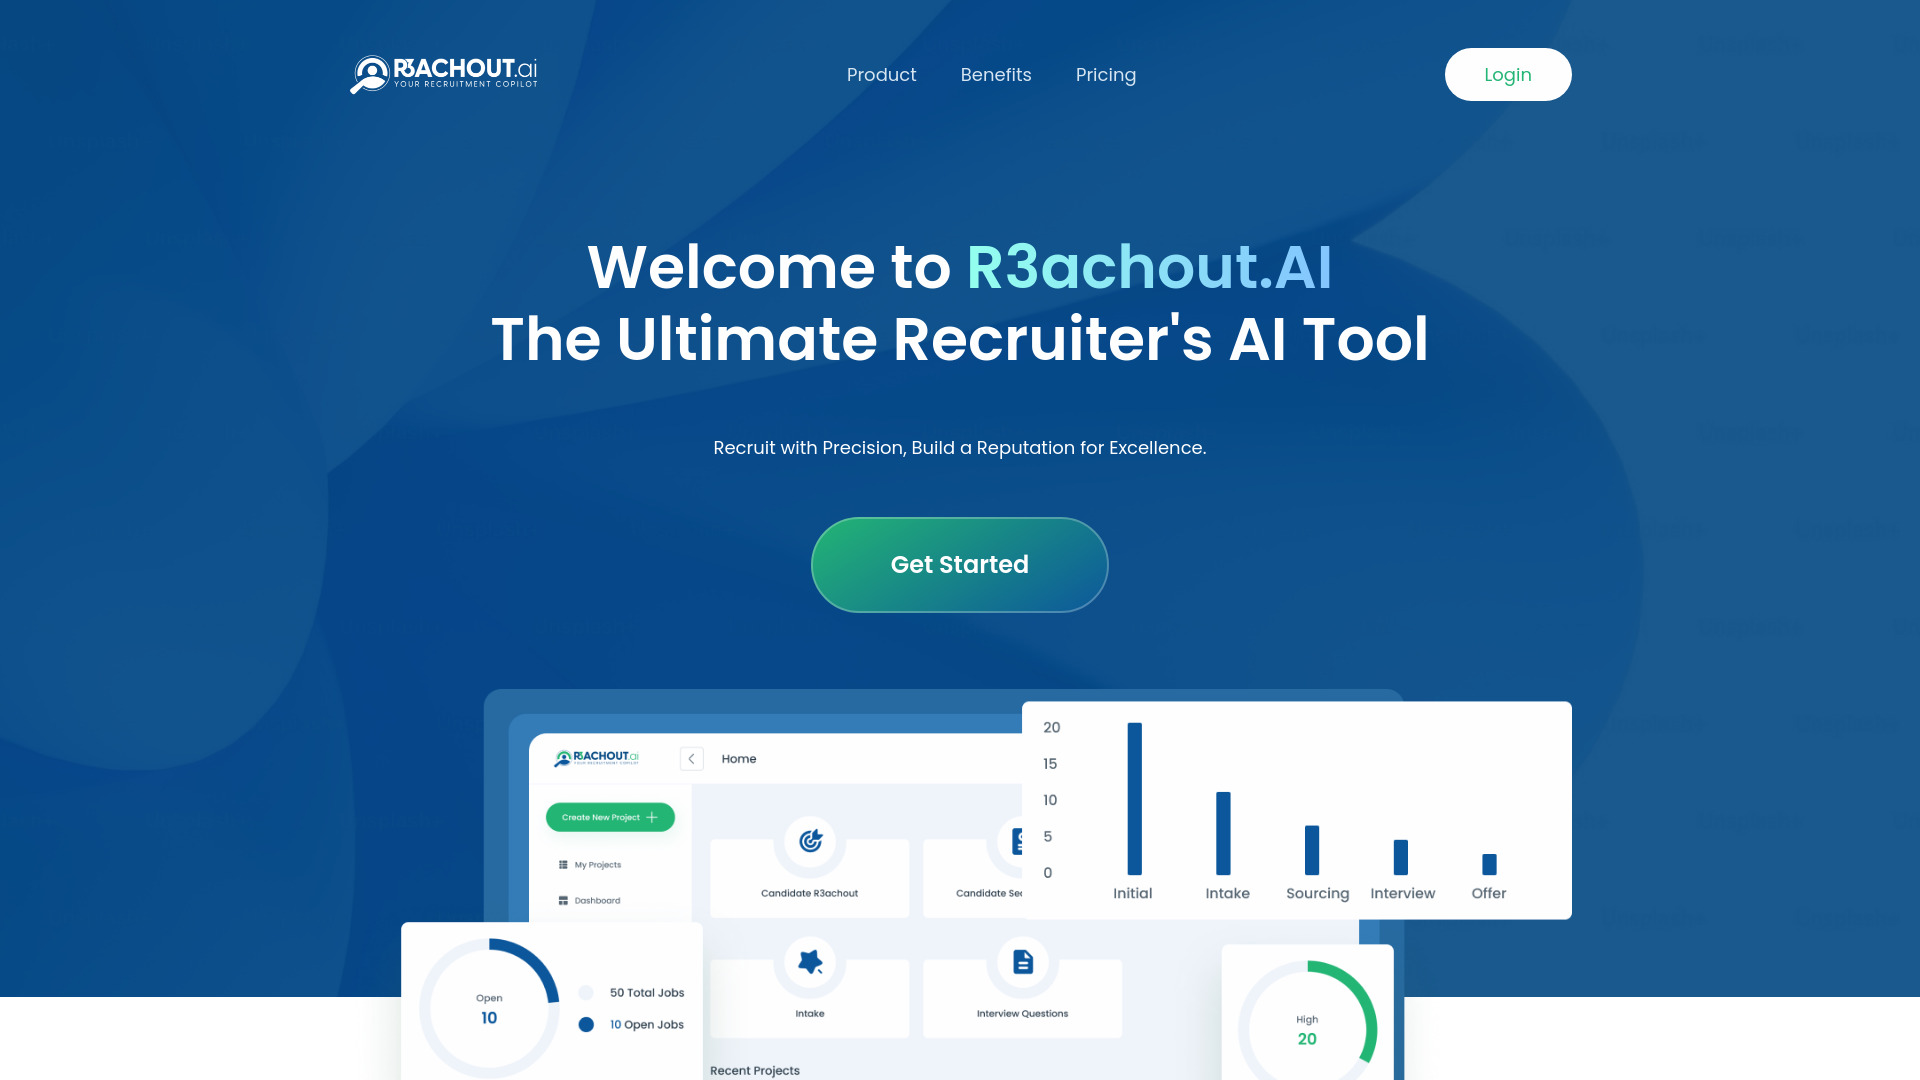 R3ACHOUT.ai
YOUR RECRUITMENT COPILOT
Product
Benefits
Pricing
Login
Welcome to R3achout.AI
The Ultimate Recruiter's AI Tool
Recruit with Precision, Build a Reputation for Excellence.
Get Started
R3ACHOUT.ai
YOUR RECRUITMENT COPILOT
Home
Create New Project
My Projects
Dashboard
Candidate R3achout
Candidate
Intake
Interview Questions
Recent Projects
20
15
10
5
0
Initial
Intake
Sourcing
Interview
Offer
Open
10
50 Total Jobs
10 Open Jobs
High
20